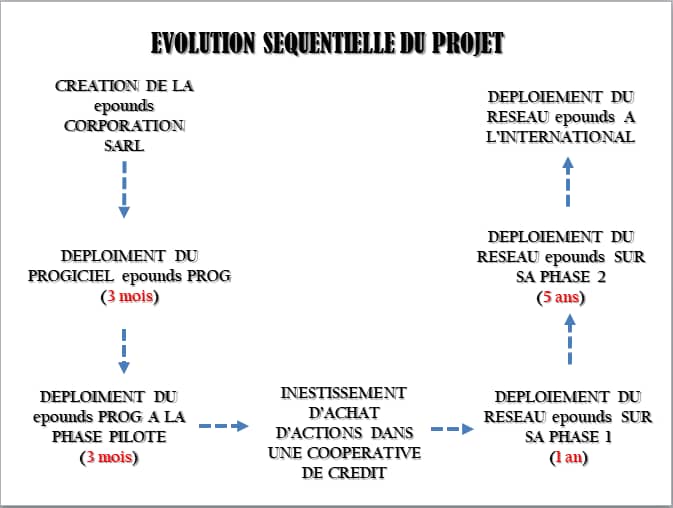 EVOLUTION SEQUENTIELLE DU PROJET
CREATION DE LA
epounds
CORPORATION
SARL
DEPLOIMENT DU
PROGICIEL epounds PROG
(3 mois)
DEPLOIMENT DU
epounds PROG A LA
PHASE PILOTE
(3 mois)
INESTISSEMENT
D'ACHAT
D'ACTIONS DANS
UNE COOPERATIVE
DE CREDIT
DEPLOIEMENT DU
RESEAU epounds SUR
SA PHASE 1
(1 an)
DEPLOIEMENT DU
RESEAU epounds SUR
SA PHASE 2
(5 ans)
DEPLOIEMENT DU
RESEAU epounds A
L'INTERNATIONAL